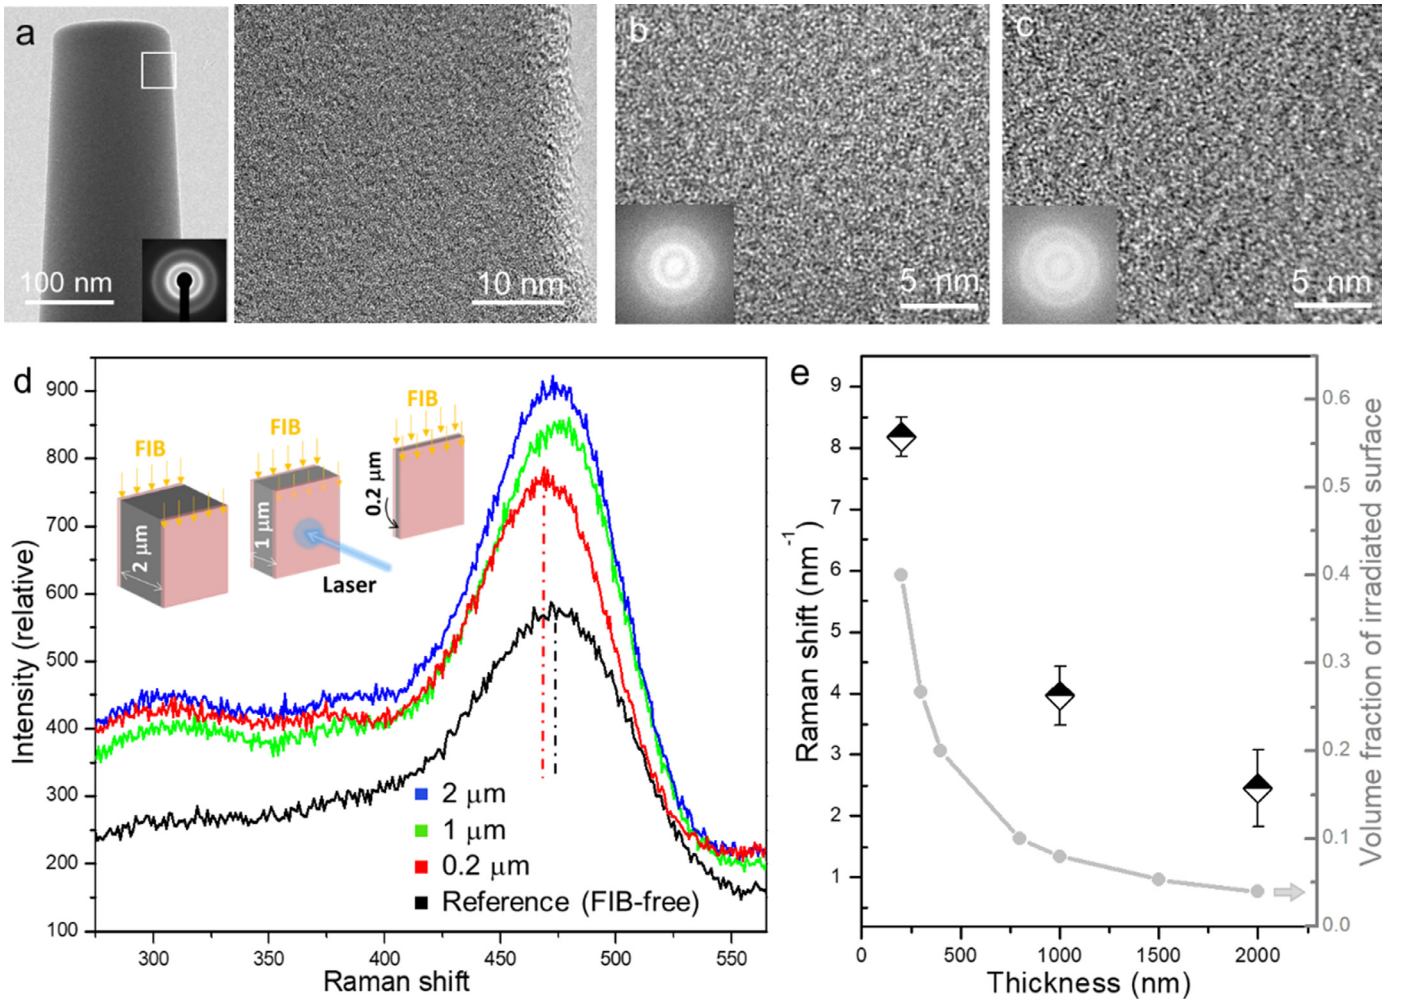 a
100 nm
10 nm
b
5 nm
c
5 nm
d
900
800
700
600
500
400
300
200
100
Intensity (relative)
FIB
2 μm
FIB
1 μm
Laser
FIB
0.2 μm
2 μm
1 μm
0.2 μm
Reference (FIB-free)
300 350 400 450 500 550
Raman shift
e
9
8
7
6
5
4
3
2
1
Raman shift (nm⁻¹)
0.6
0.5
0.4
0.3
0.2
0.1
0.0
Volume fraction of irradiated surface
0 500 1000 1500 2000
Thickness (nm)